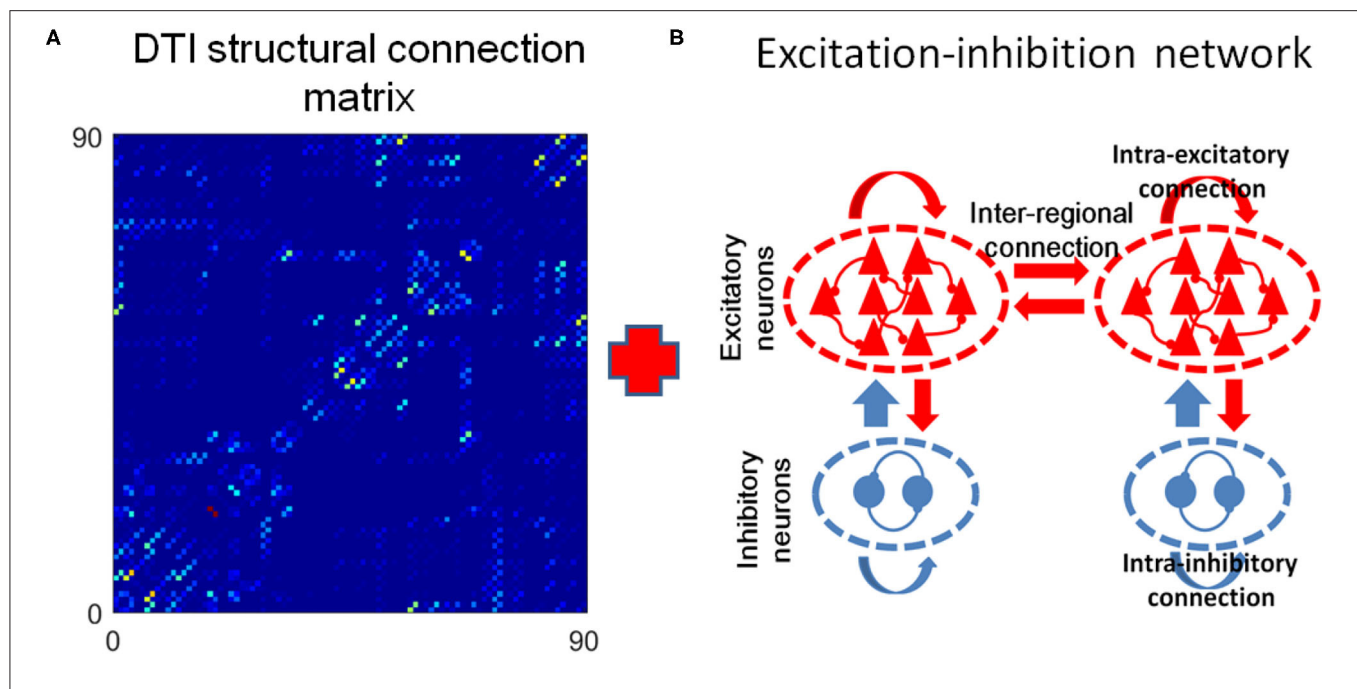 A
DTI structural connection
matrix
90
0
0
90
B
Excitation-inhibition network
Excitatory
neurons
Inhibitory
neurons
Inter-regional
connection
Intra-excitatory
connection
Intra-inhibitory
connection